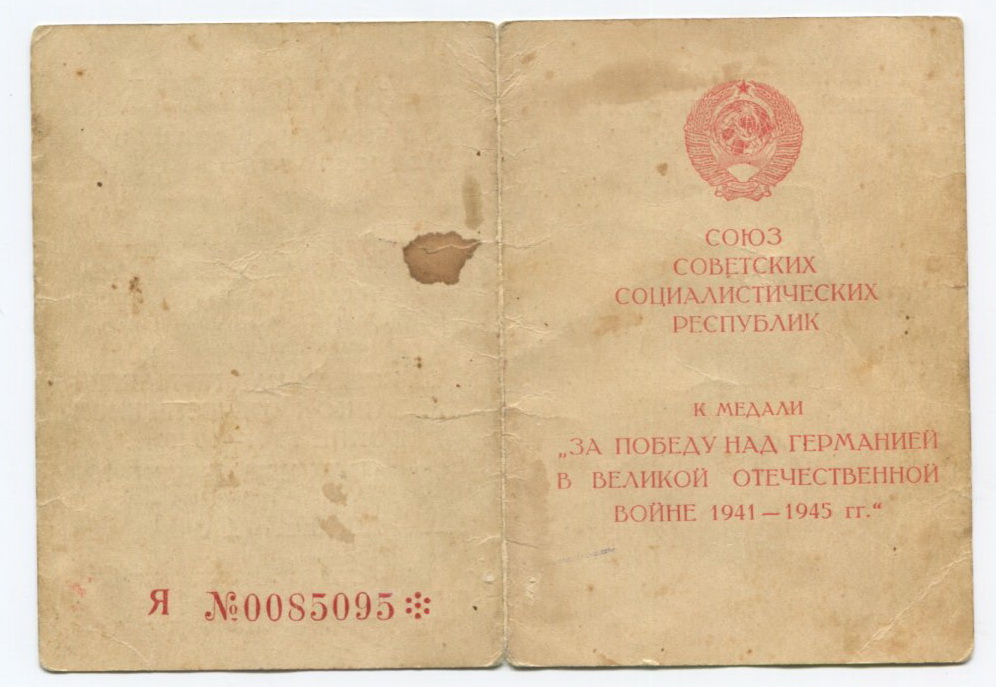 Я №0085095
СОЮЗ
СОВЕТСКИХ
СОЦИАЛИСТИЧЕСКИХ
РЕСПУБЛИК
К МЕДАЛИ
„ЗА ПОБЕДУ НАД ГЕРМАНИЕЙ
В ВЕЛИКОЙ ОТЕЧЕСТВЕННОЙ
ВОЙНЕ 1941 — 1945 гг.“